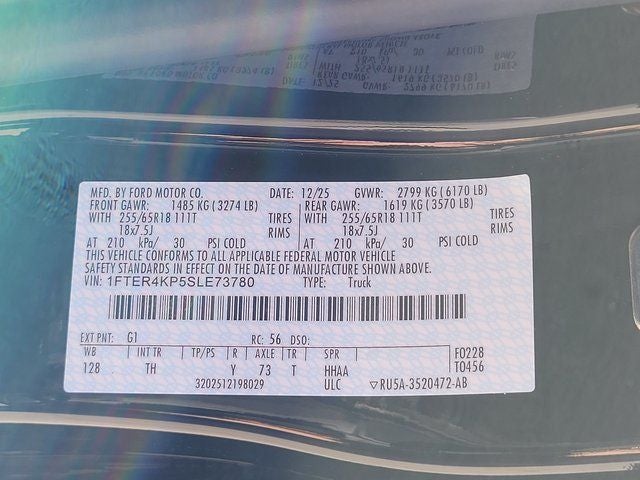 MFD. BY FORD MOTOR CO. DATE: 12/25 GVWR: 2799 KG ( 6170 LB)
FRONT GAWR: 1485 KG ( 3274 LB) REAR GAWR: 1619 KG ( 3570 LB)
WITH 255/65R18 111T TIRES WITH 255/65R18 111T TIRES
18x7.5J RIMS 18x7.5J RIMS
AT 210 kPa/ 30 PSI COLD AT 210 kPa/ 30 PSI COLD
THIS VEHICLE CONFORMS TO ALL APPLICABLE FEDERAL MOTOR VEHICLE
SAFETY STANDARDS IN EFFECT ON THE DATE OF MANUFACTURE SHOWN ABOVE.
VIN: 1FTER4KP5SLE73780 TYPE: Truck
EXT PNT: G1 RC: 56 DSO:
WB INT TR TP/PS R AXLE TR SPR F0228
128 TH Y 73 T HHAA T0456
3202512198029 ULC ▽RU5A-3520472-AB